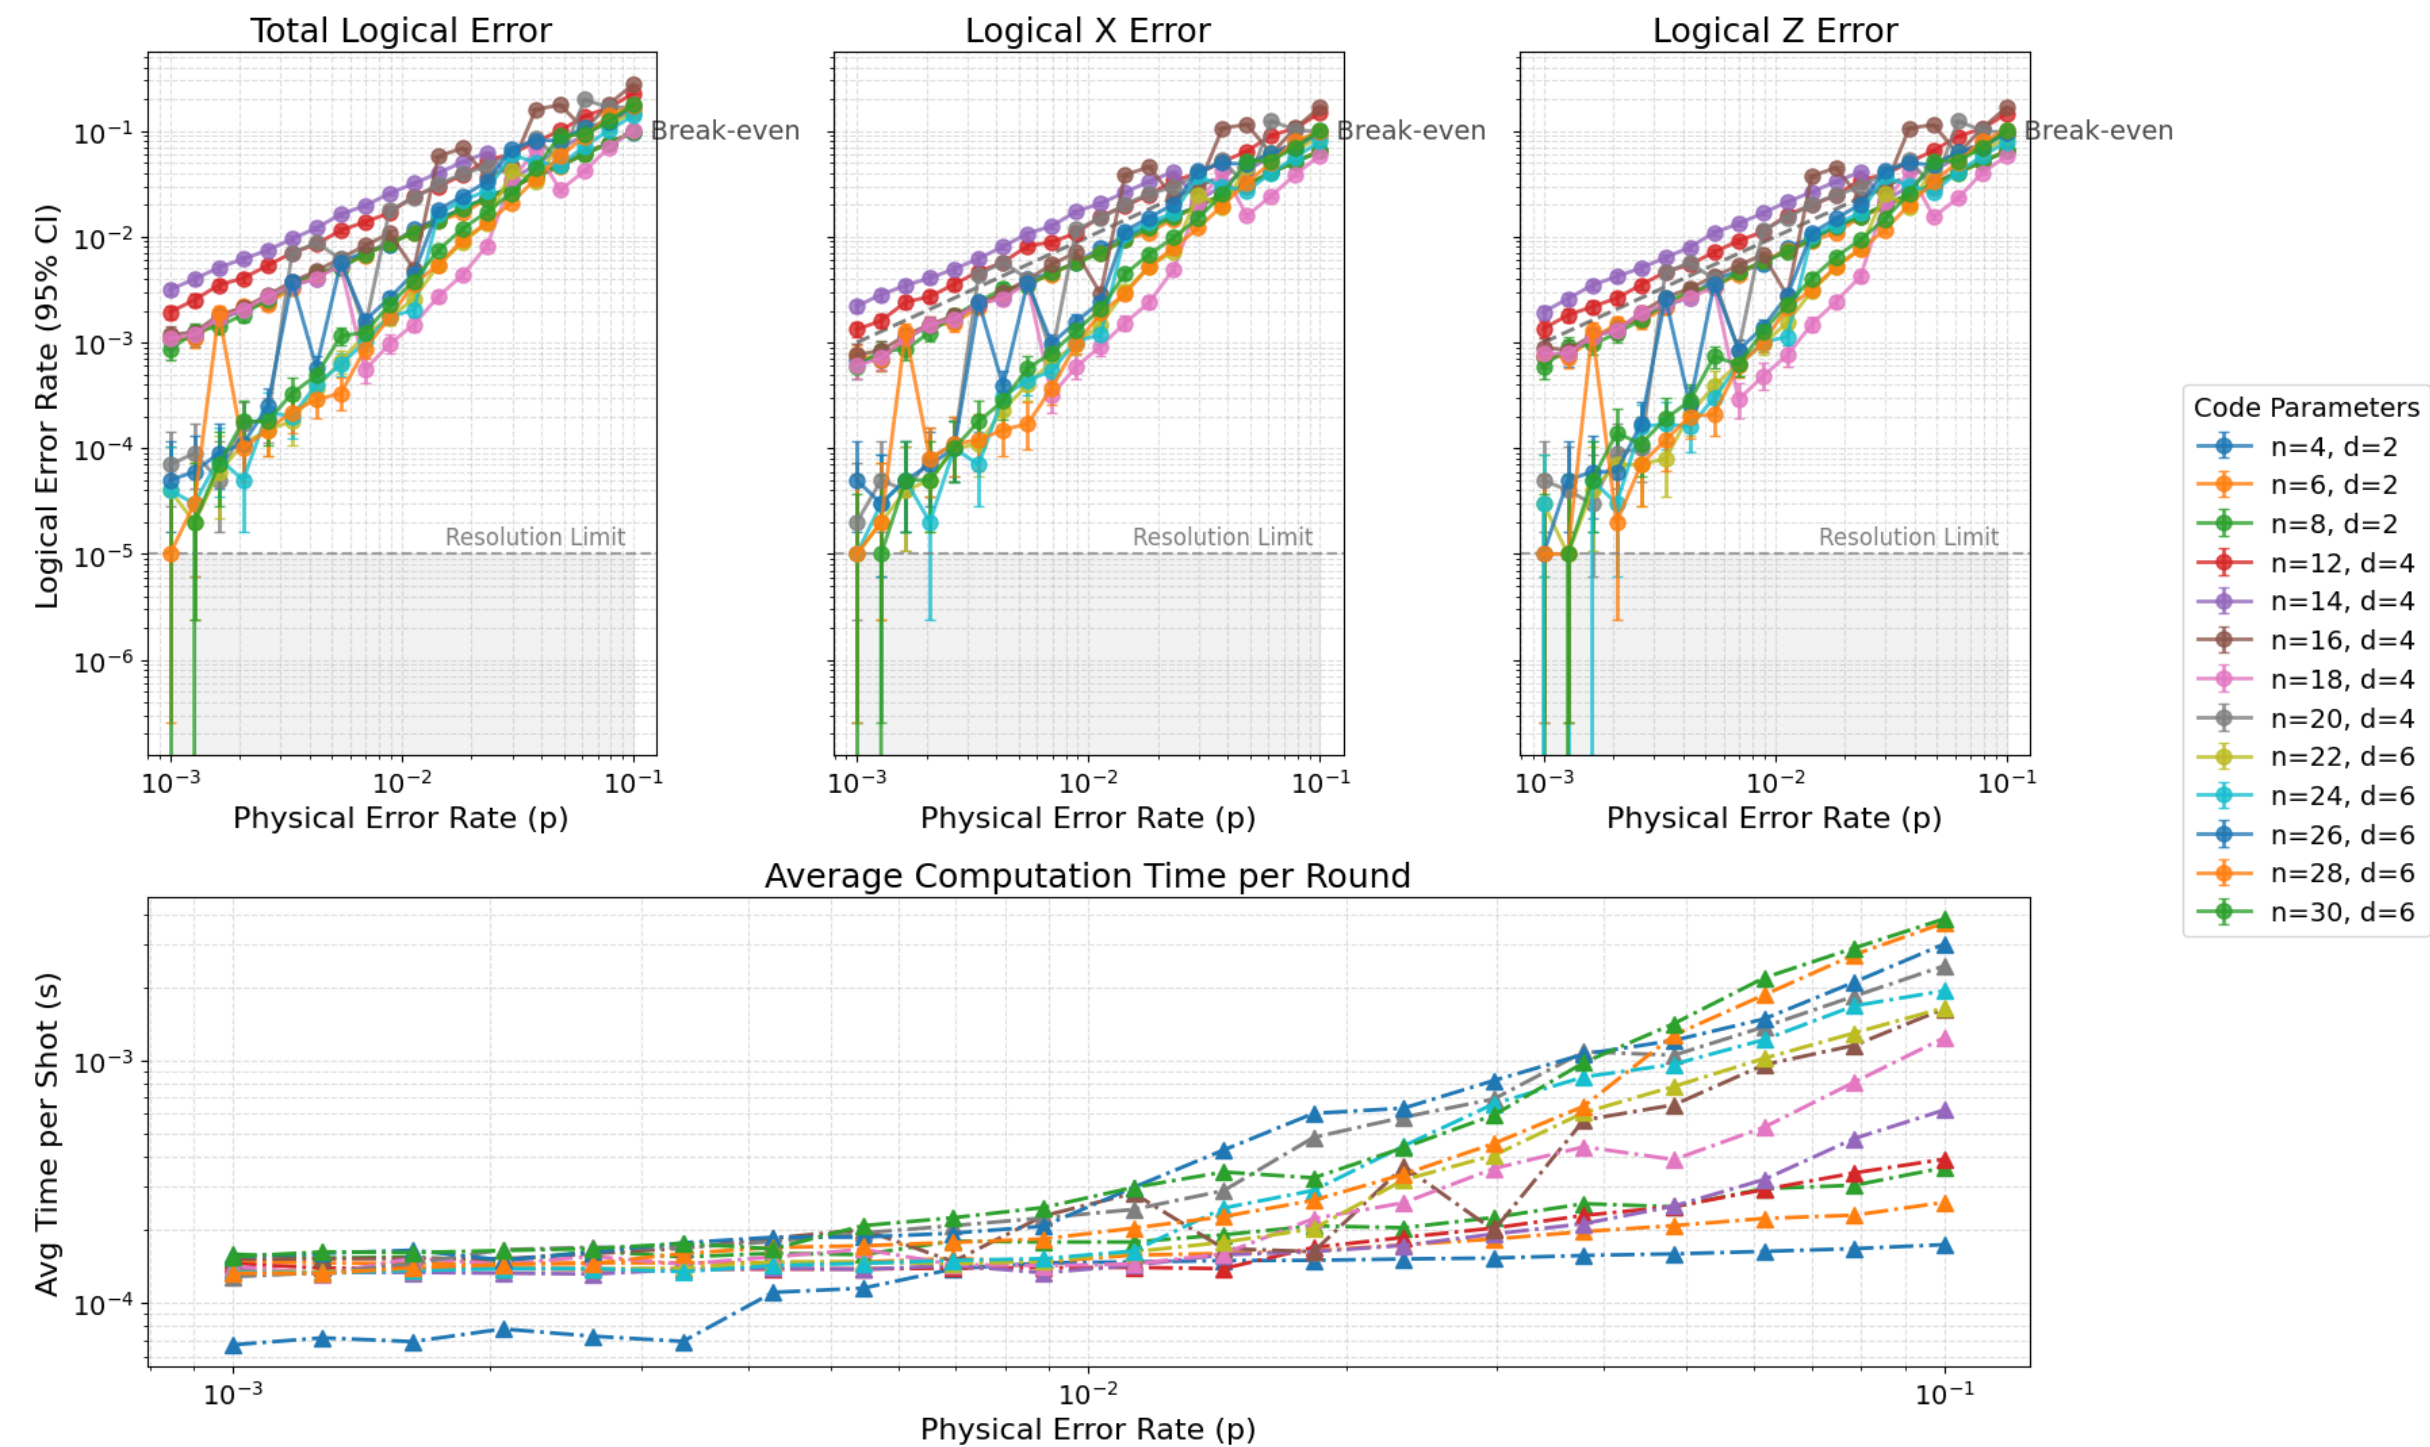 Total Logical Error
Logical X Error
Logical Z Error
Logical Error Rate (95% CI)
10⁻¹
10⁻²
10⁻³
10⁻⁴
10⁻⁵
10⁻⁶
Break-even
Break-even
Break-even
Resolution Limit
Resolution Limit
Resolution Limit
10⁻³ 10⁻² 10⁻¹
10⁻³ 10⁻² 10⁻¹
10⁻³ 10⁻² 10⁻¹
Physical Error Rate (p)
Physical Error Rate (p)
Physical Error Rate (p)
Code Parameters
n=4, d=2
n=6, d=2
n=8, d=2
n=12, d=4
n=14, d=4
n=16, d=4
n=18, d=4
n=20, d=4
n=22, d=6
n=24, d=6
n=26, d=6
n=28, d=6
n=30, d=6
Average Computation Time per Round
Avg Time per Shot (s)
10⁻³
10⁻⁴
10⁻³ 10⁻² 10⁻¹
Physical Error Rate (p)